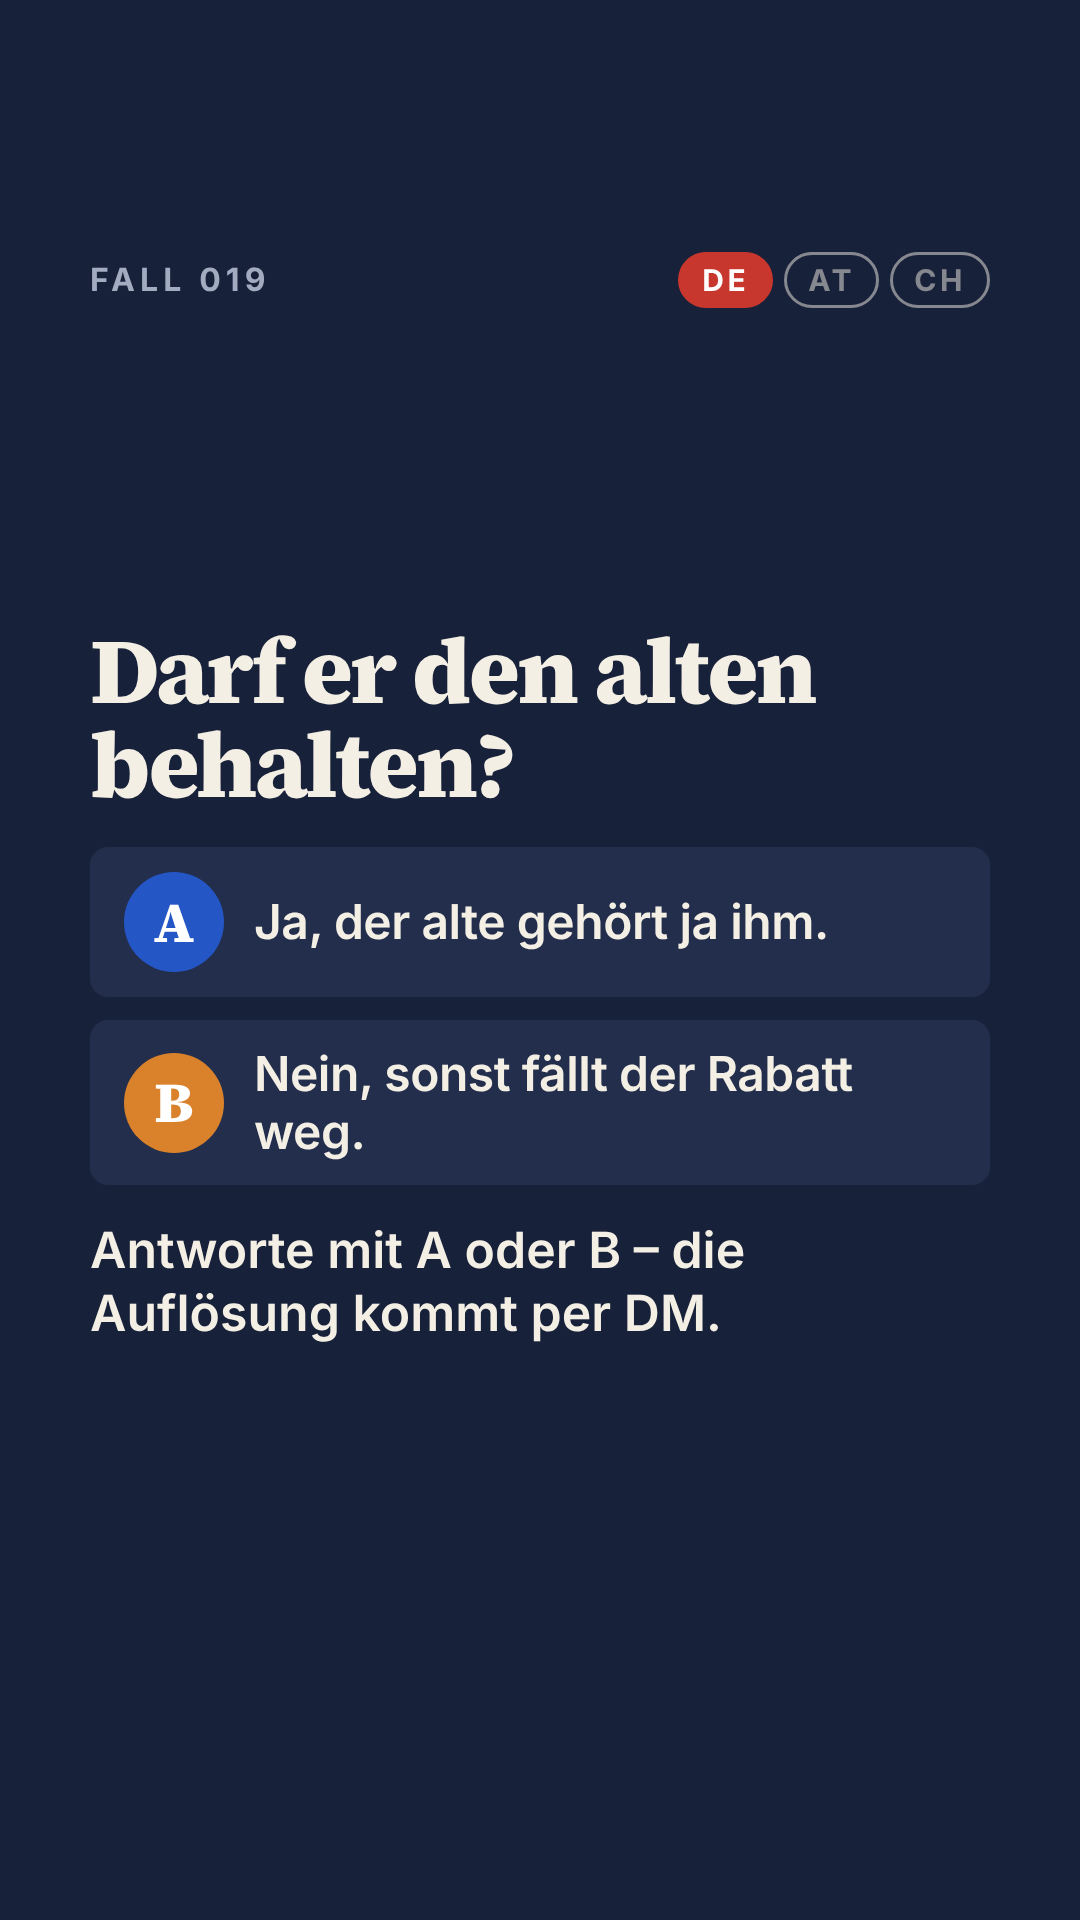 FALL 019
DE AT CH
Darf er den alten
behalten?
A Ja, der alte gehört ja ihm.
B Nein, sonst fällt der Rabatt
weg.
Antworte mit A oder B – die
Auflösung kommt per DM.